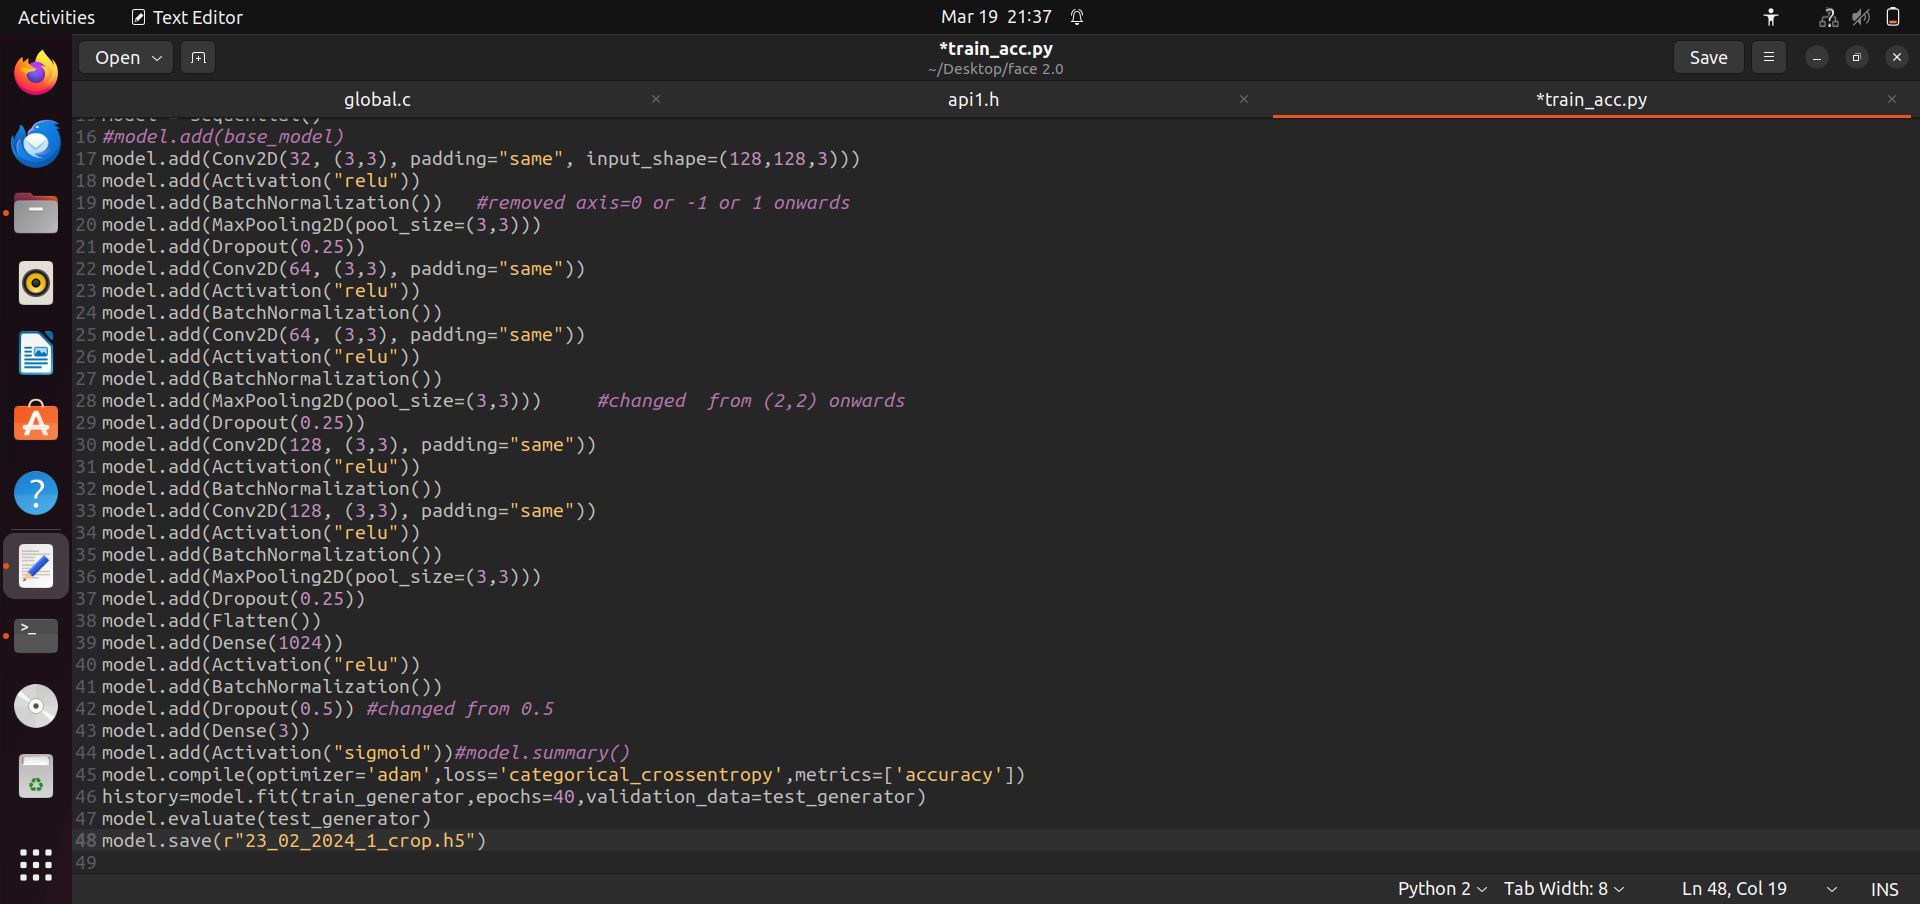 Activities
Text Editor
Mar 19 21:37
Open
*train_acc.py
~/Desktop/face 2.0
Save
global.c
api1.h
*train_acc.py
15 model = Sequential()
16 #model.add(base_model)
17 model.add(Conv2D(32, (3,3), padding="same", input_shape=(128,128,3)))
18 model.add(Activation("relu"))
19 model.add(BatchNormalization())   #removed axis=0 or -1 or 1 onwards
20 model.add(MaxPooling2D(pool_size=(3,3)))
21 model.add(Dropout(0.25))
22 model.add(Conv2D(64, (3,3), padding="same"))
23 model.add(Activation("relu"))
24 model.add(BatchNormalization())
25 model.add(Conv2D(64, (3,3), padding="same"))
26 model.add(Activation("relu"))
27 model.add(BatchNormalization())
28 model.add(MaxPooling2D(pool_size=(3,3)))     #changed  from (2,2) onwards
29 model.add(Dropout(0.25))
30 model.add(Conv2D(128, (3,3), padding="same"))
31 model.add(Activation("relu"))
32 model.add(BatchNormalization())
33 model.add(Conv2D(128, (3,3), padding="same"))
34 model.add(Activation("relu"))
35 model.add(BatchNormalization())
36 model.add(MaxPooling2D(pool_size=(3,3)))
37 model.add(Dropout(0.25))
38 model.add(Flatten())
39 model.add(Dense(1024))
40 model.add(Activation("relu"))
41 model.add(BatchNormalization())
42 model.add(Dropout(0.5)) #changed from 0.5
43 model.add(Dense(3))
44 model.add(Activation("sigmoid"))#model.summary()
45 model.compile(optimizer='adam',loss='categorical_crossentropy',metrics=['accuracy'])
46 history=model.fit(train_generator,epochs=40,validation_data=test_generator)
47 model.evaluate(test_generator)
48 model.save(r"23_02_2024_1_crop.h5")
49
Python 2
Tab Width: 8
Ln 48, Col 19
INS